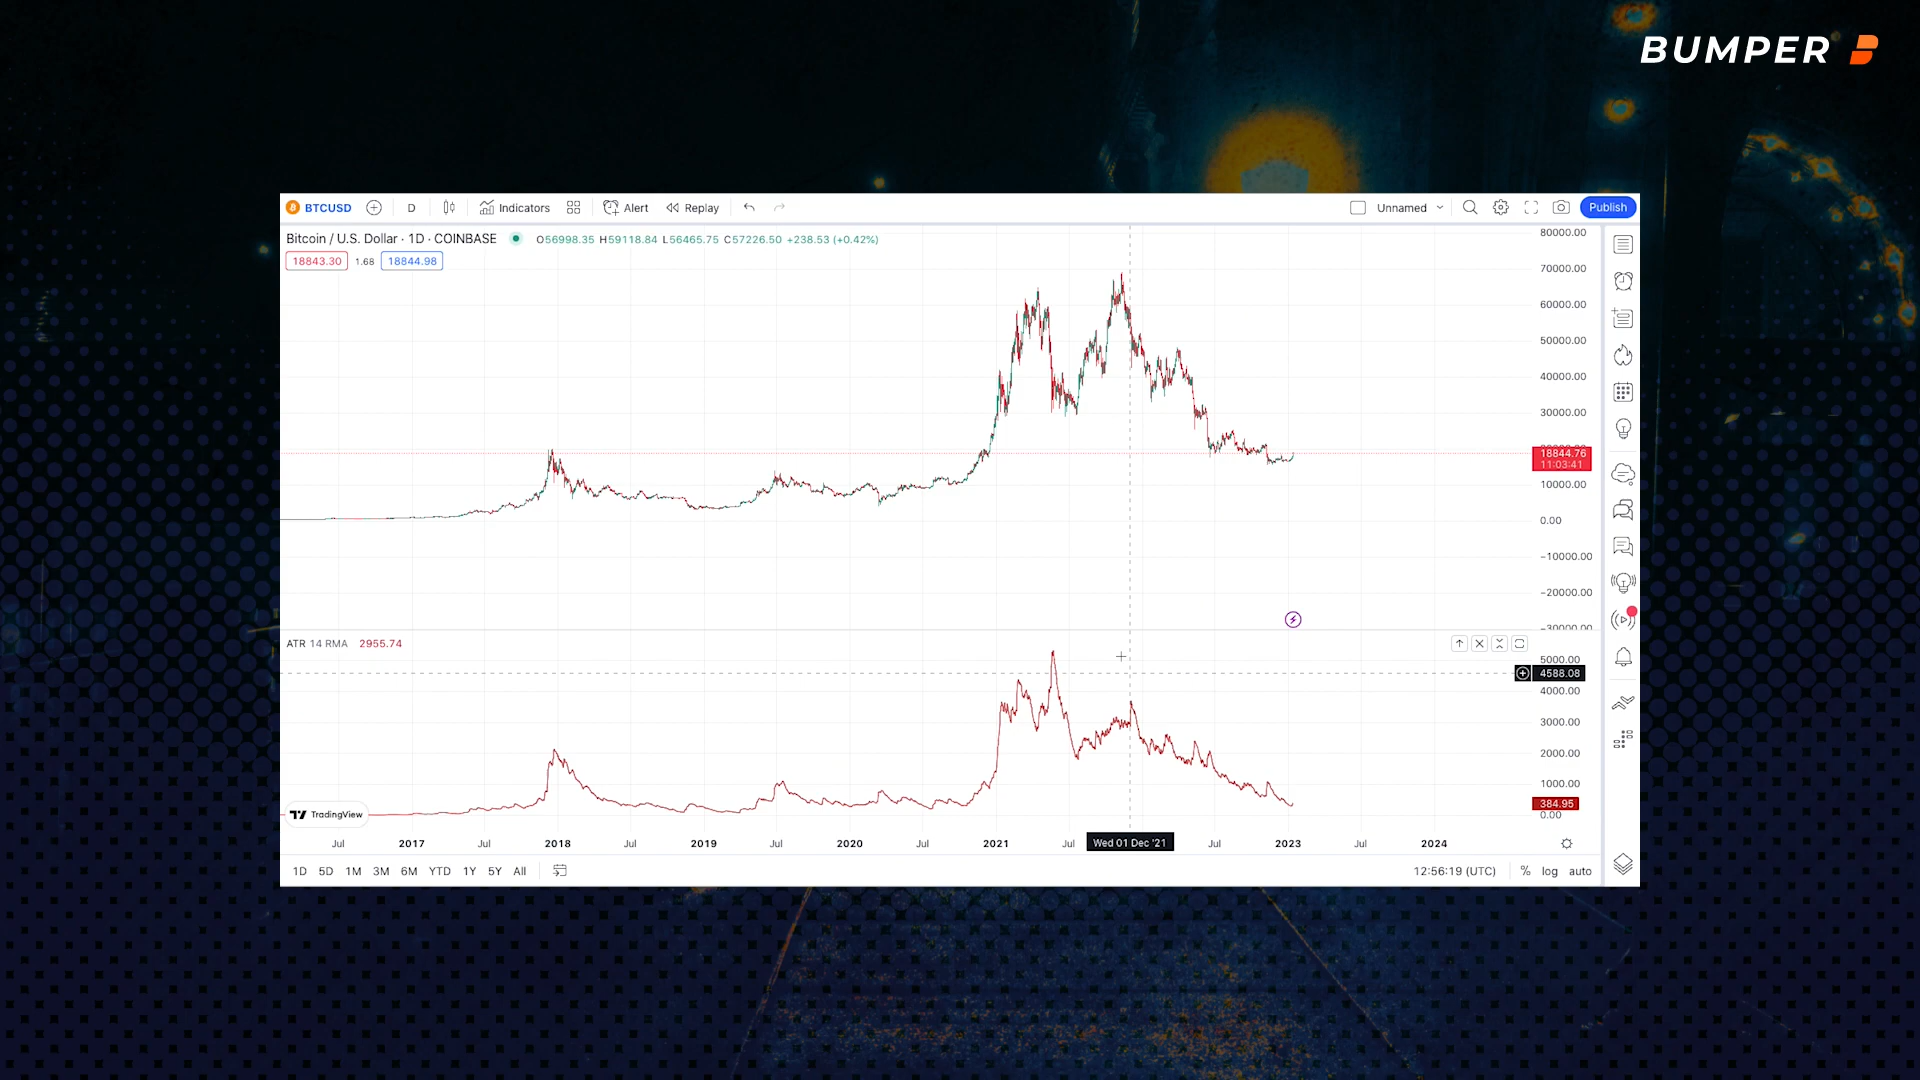 BUMPER
BTCUSD D Indicators Alert Replay Unnamed Publish
Bitcoin / U.S. Dollar · 1D · COINBASE O56998.35 H59118.84 L56465.75 C57226.50 +238.53 (+0.42%)
18843.30 1.68 18844.98
80000.00
70000.00
60000.00
50000.00
40000.00
30000.00
18844.76
11:03:41
10000.00
0.00
−10000.00
−20000.00
−30000.00
ATR 14 RMA 2955.74
5000.00
4588.08
4000.00
3000.00
2000.00
1000.00
384.95
0.00
TradingView
Jul 2017 Jul 2018 Jul 2019 Jul 2020 Jul 2021 Jul Wed 01 Dec '21 Jul 2023 Jul 2024
1D 5D 1M 3M 6M YTD 1Y 5Y All 12:56:19 (UTC) % log auto